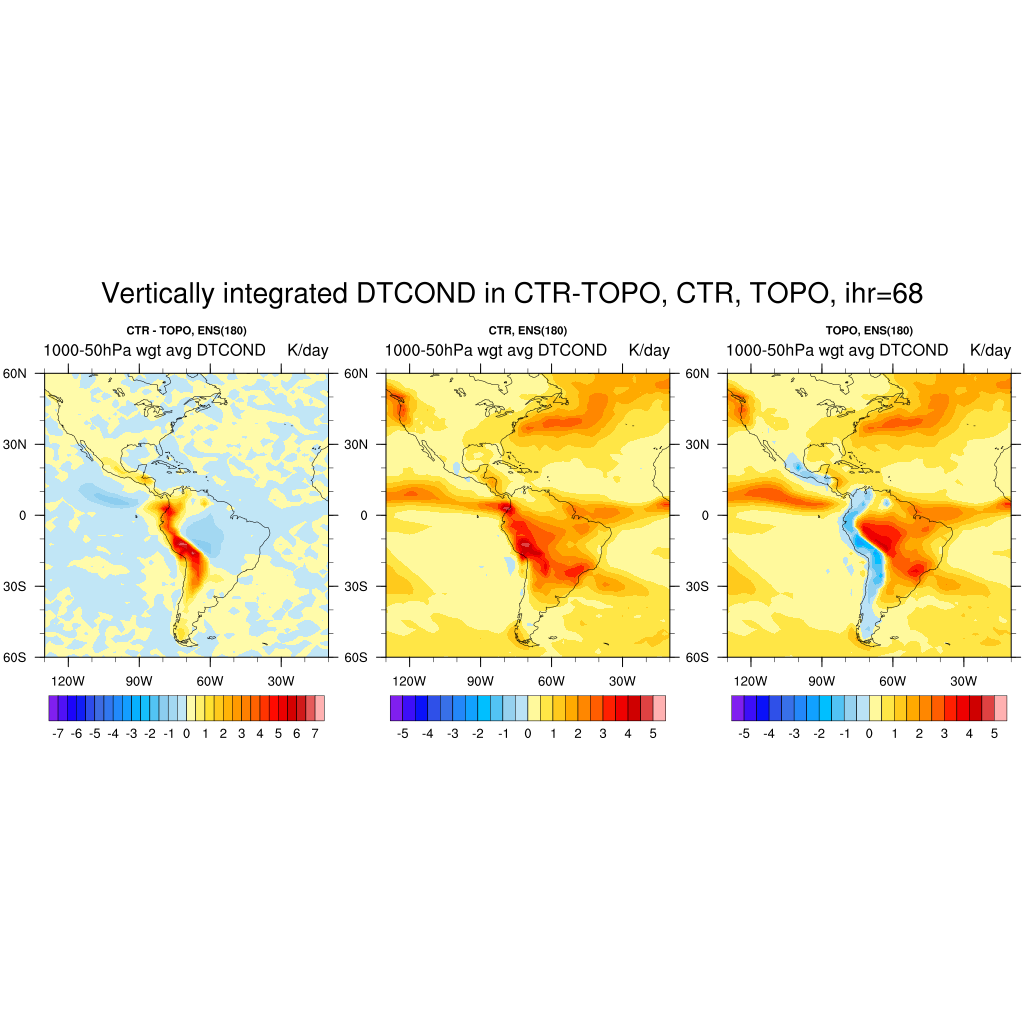 Vertically integrated DTCOND in CTR-TOPO, CTR, TOPO, ihr=68
CTR - TOPO, ENS(180)
1000-50hPa wgt avg DTCOND K/day
60N
30N
0
30S
60S
120W 90W 60W 30W
-7 -6 -5 -4 -3 -2 -1 0 1 2 3 4 5 6 7
CTR, ENS(180)
1000-50hPa wgt avg DTCOND K/day
60N
30N
0
30S
60S
120W 90W 60W 30W
-5 -4 -3 -2 -1 0 1 2 3 4 5
TOPO, ENS(180)
1000-50hPa wgt avg DTCOND K/day
60N
30N
0
30S
60S
120W 90W 60W 30W
-5 -4 -3 -2 -1 0 1 2 3 4 5